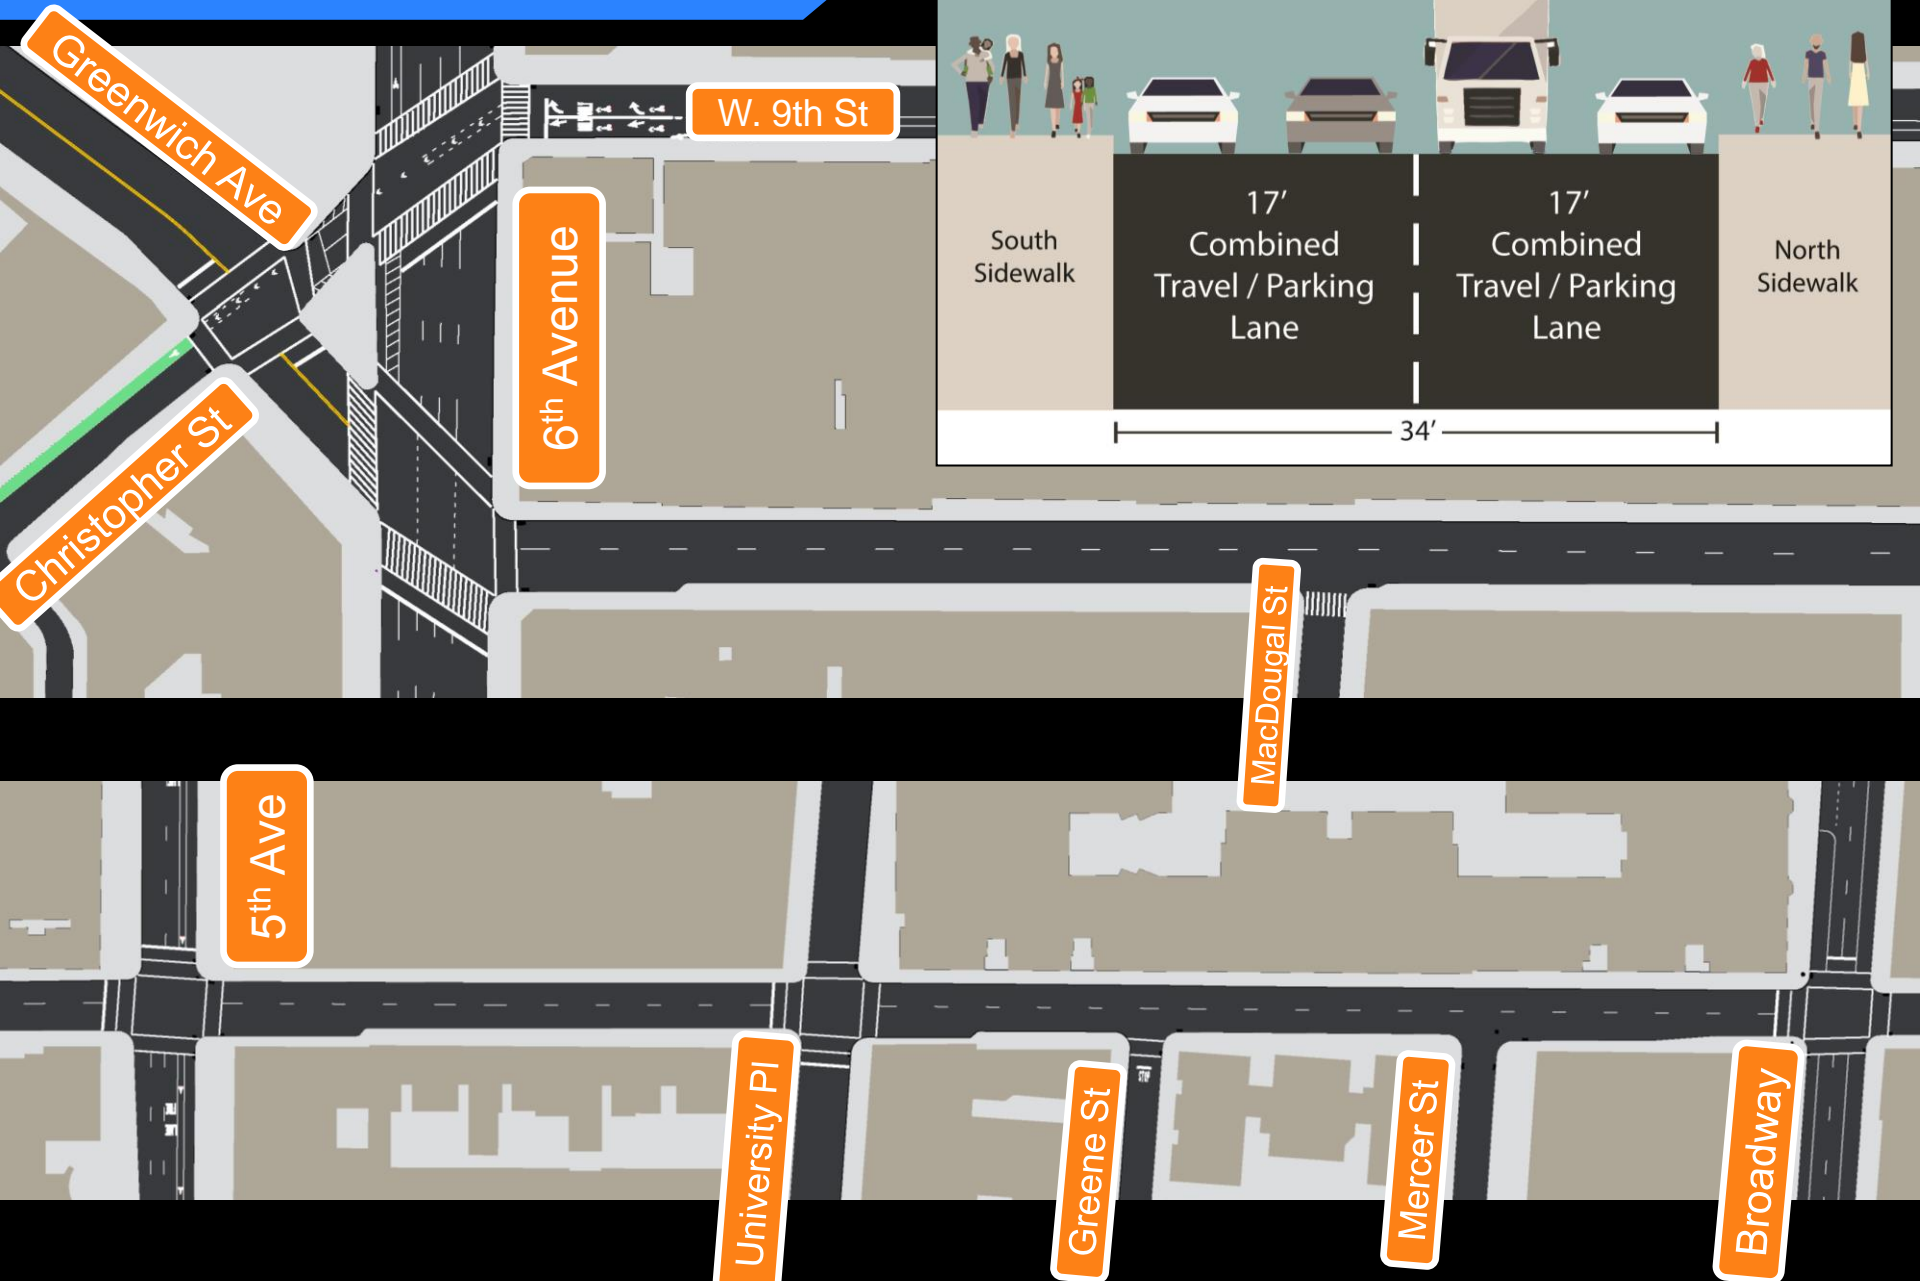 Greenwich Ave
W. 9th St
6th Avenue
Christopher St
South
Sidewalk
17′
Combined
Travel / Parking
Lane
17′
Combined
Travel / Parking
Lane
North
Sidewalk
34′
MacDougal St
5th Ave
University Pl
Greene St
STOP
Mercer St
Broadway